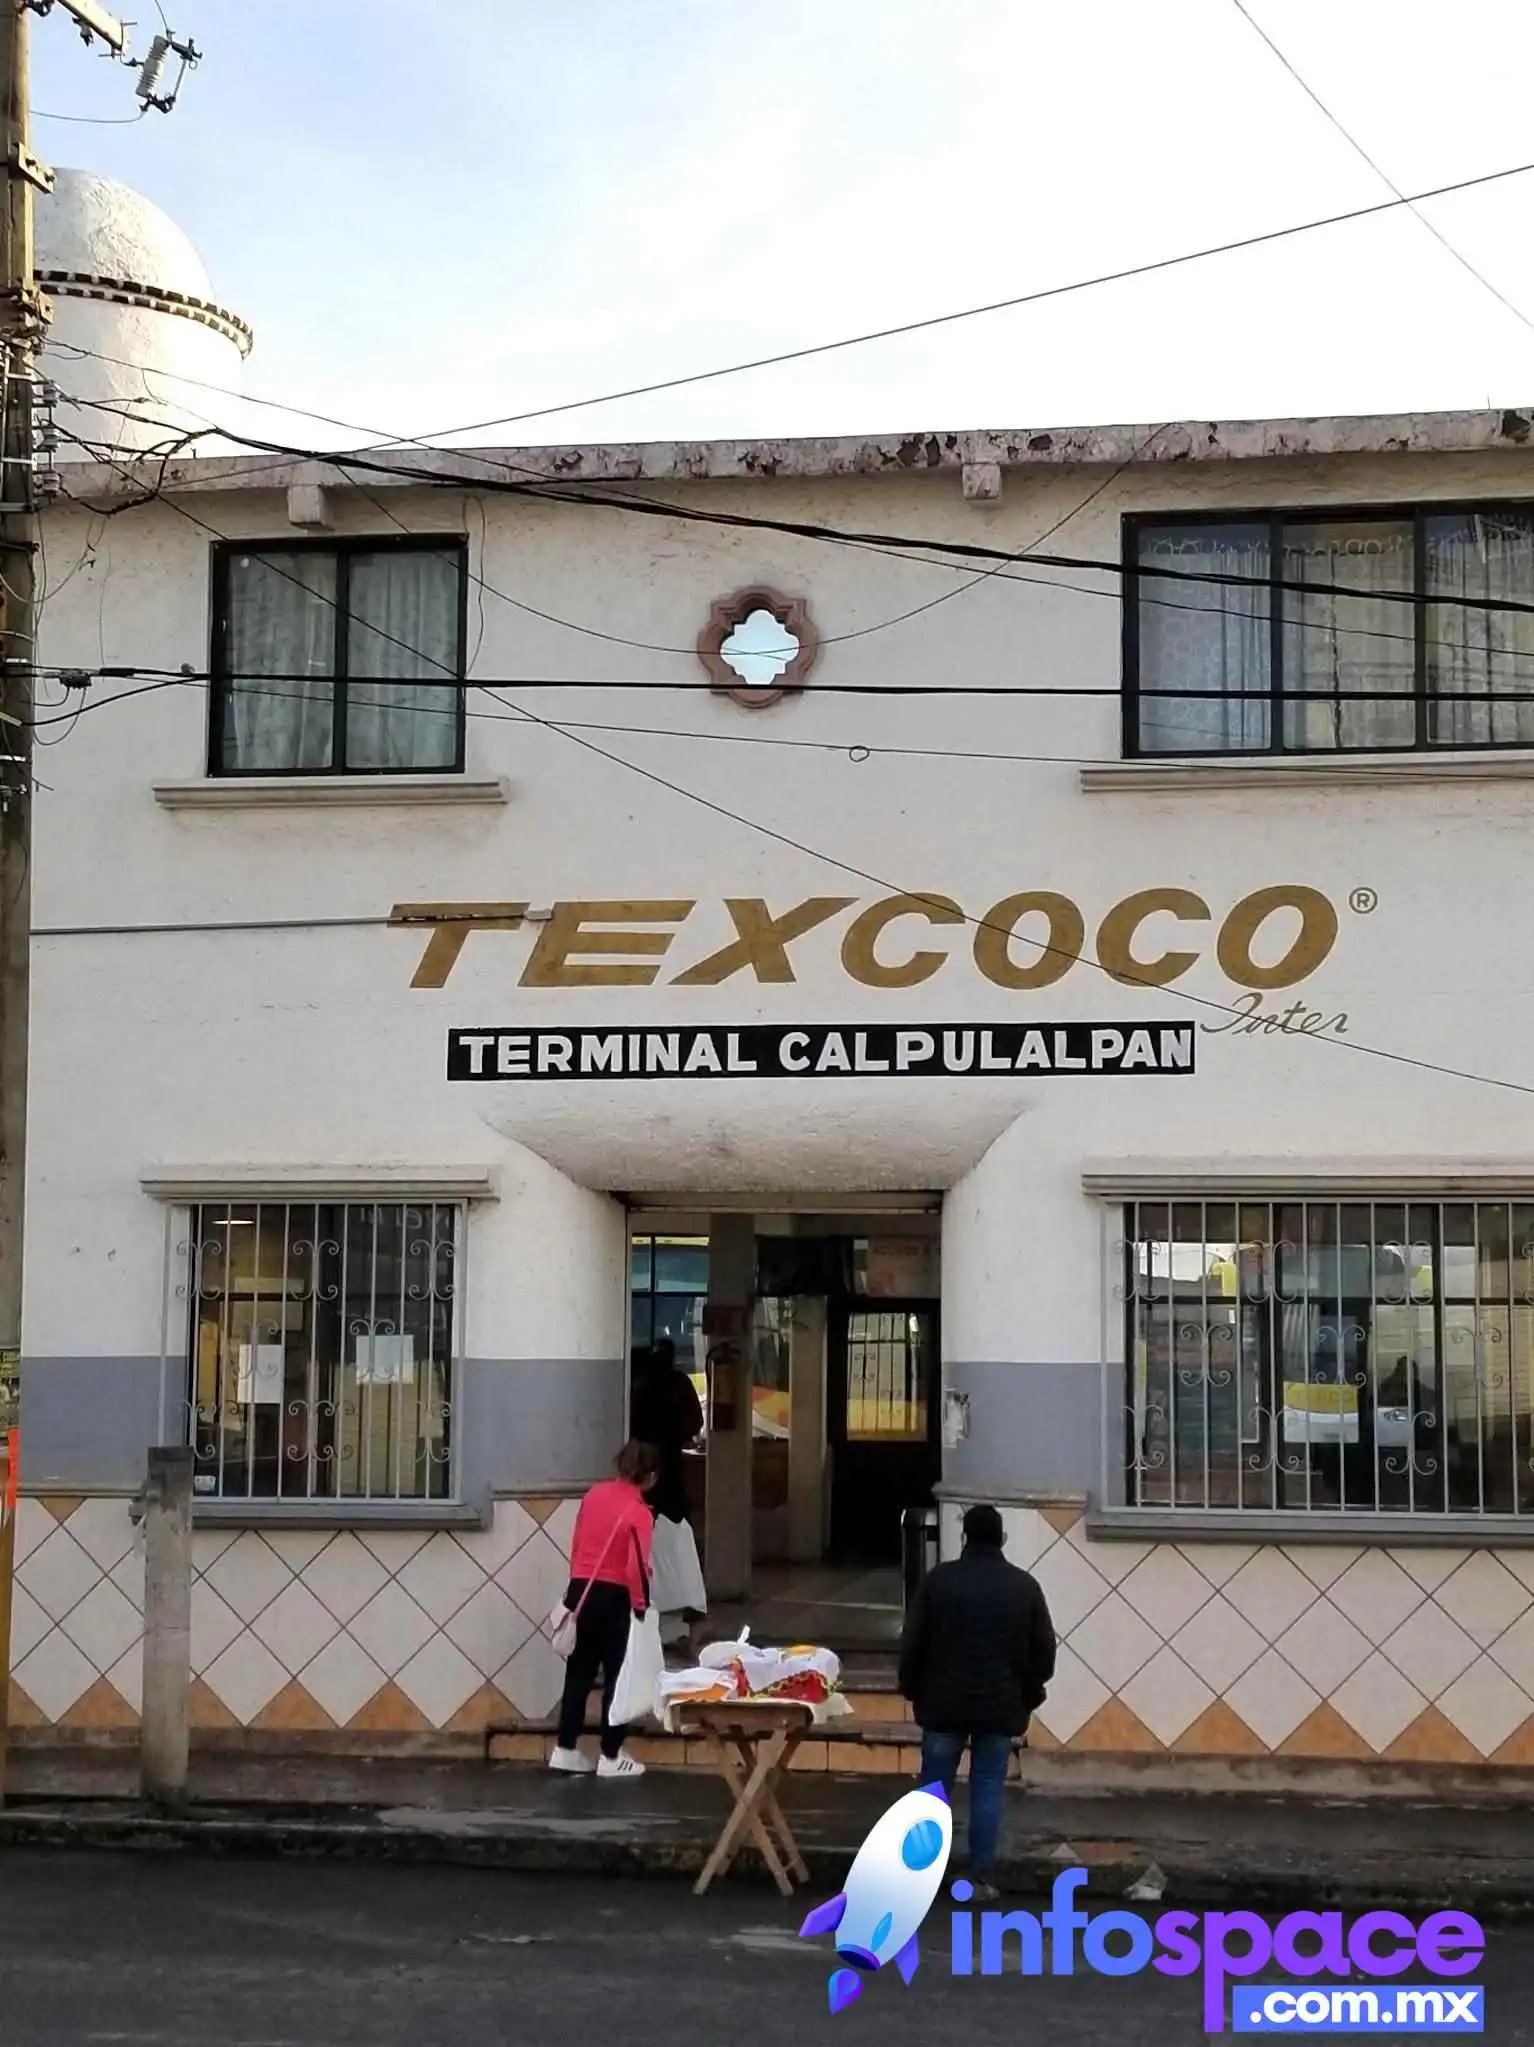 TEXCOCO®
Inter
TERMINAL CALPULALPAN
infospace
.com.mx